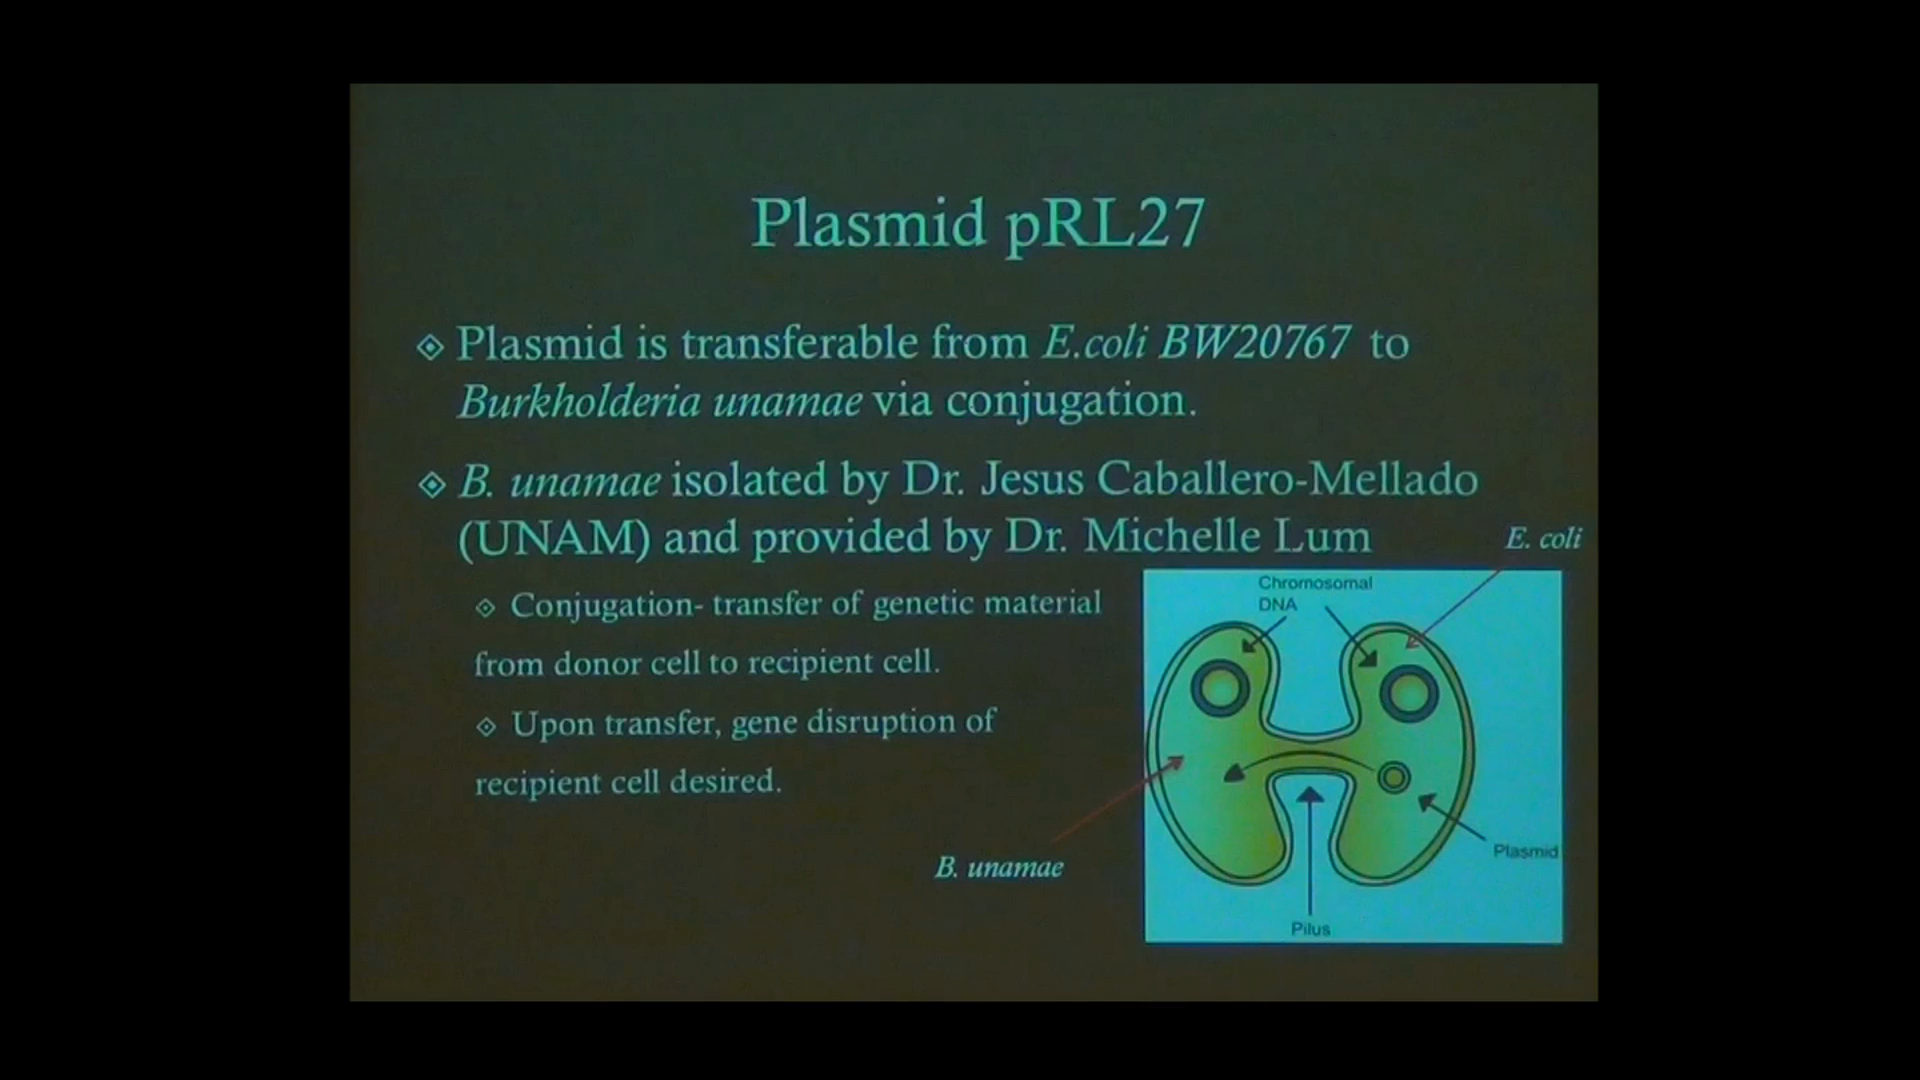 Plasmid pRL27
Plasmid is transferable from E.coli BW20767 to
Burkholderia unamae via conjugation.
B. unamae isolated by Dr. Jesus Caballero-Mellado
(UNAM) and provided by Dr. Michelle Lum
Conjugation- transfer of genetic material
from donor cell to recipient cell.
Upon transfer, gene disruption of
recipient cell desired.
E. coli
Chromosomal
DNA
Plasmid
B. unamae
Pilus